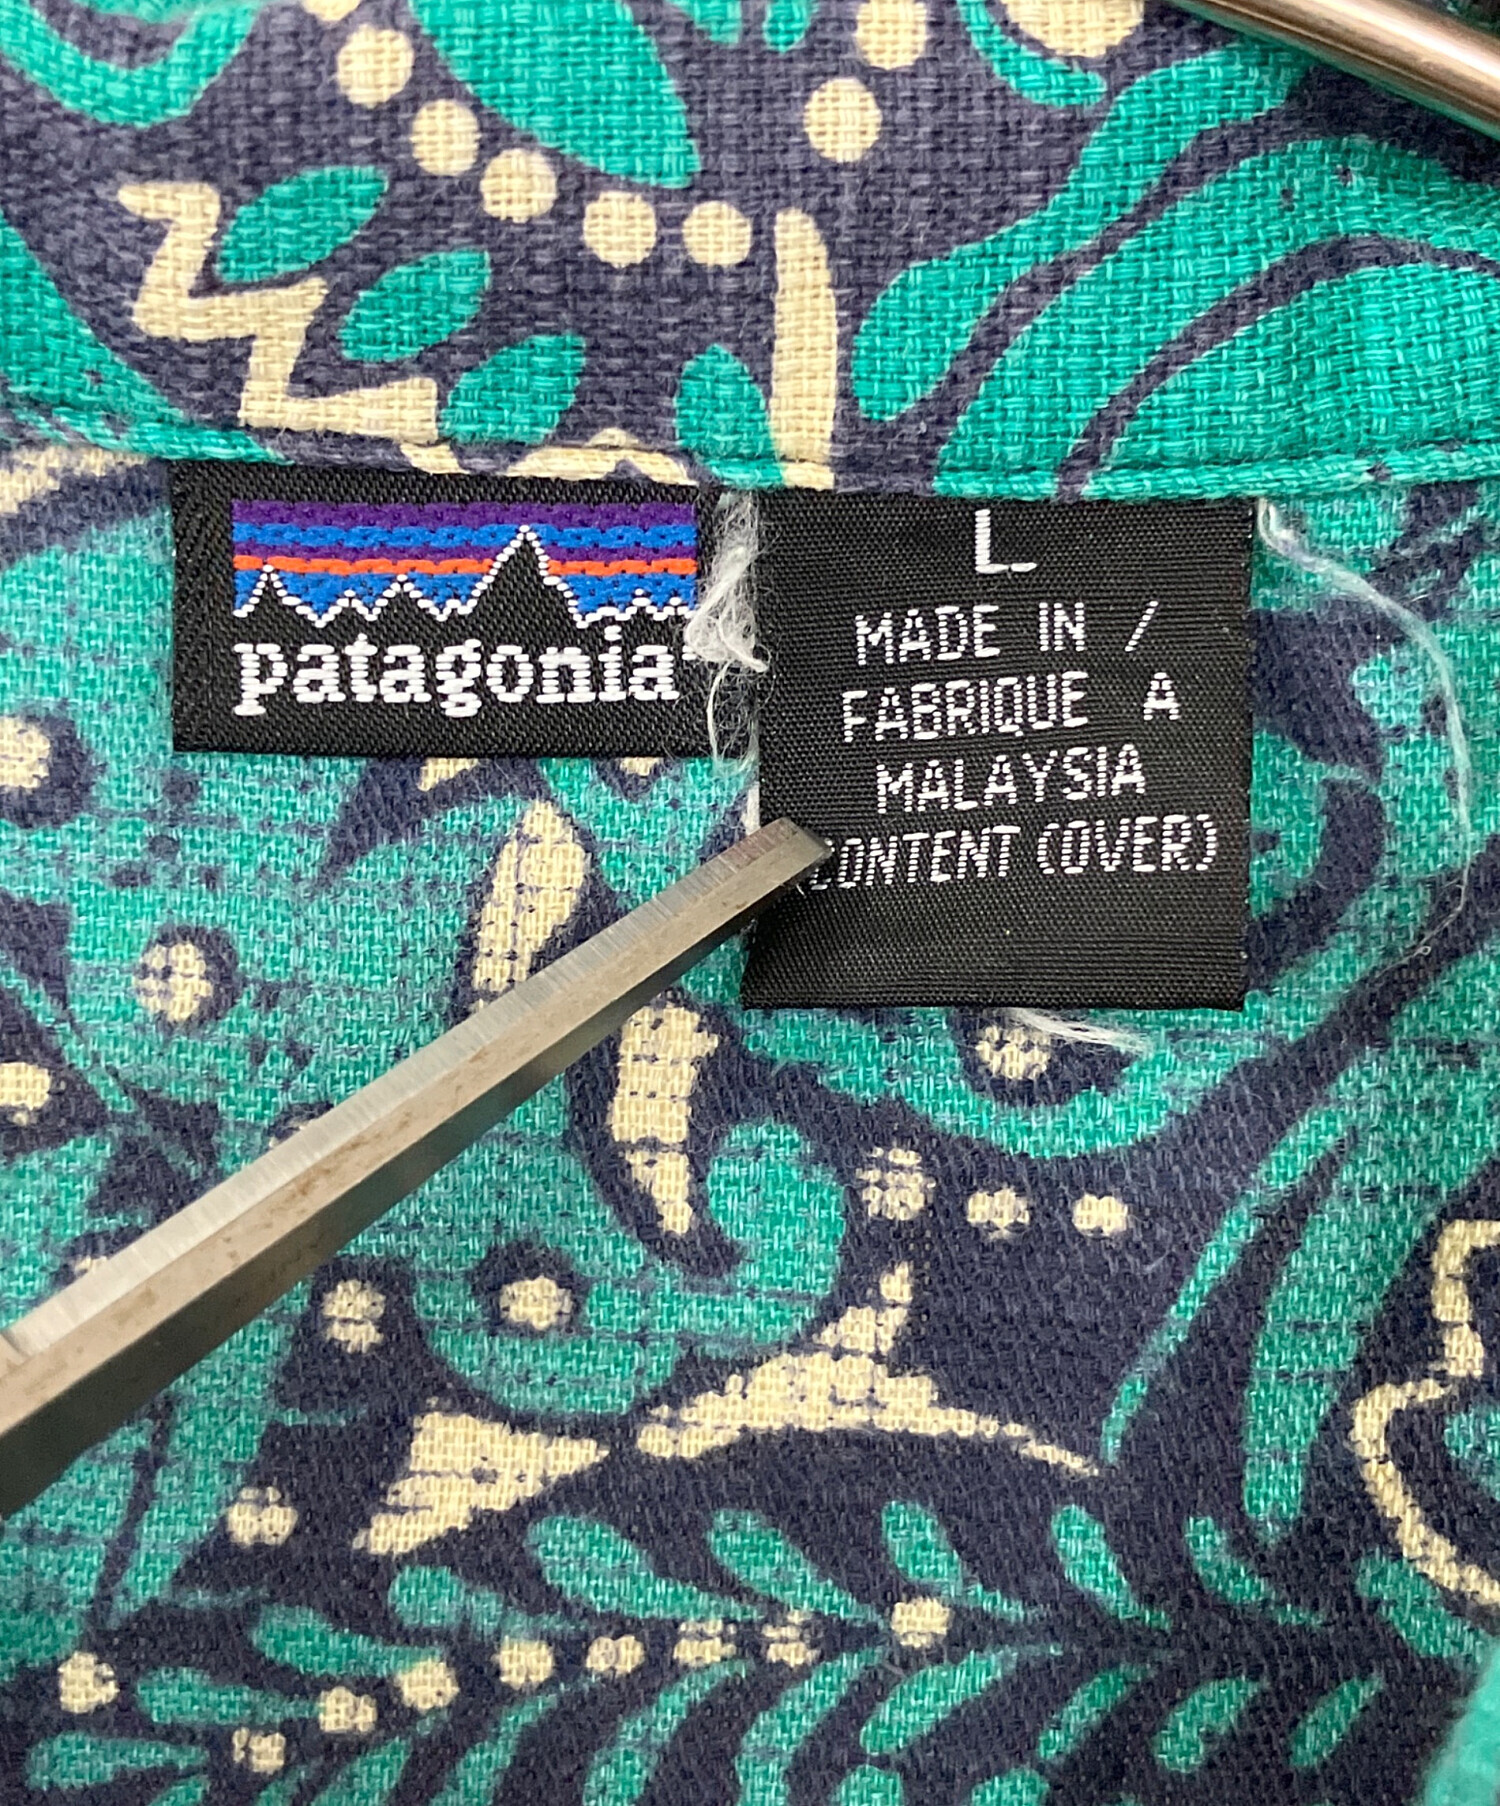 patagonia
L
MADE IN /
FABRIQUE A
MALAYSIA
CONTENT (OVER)